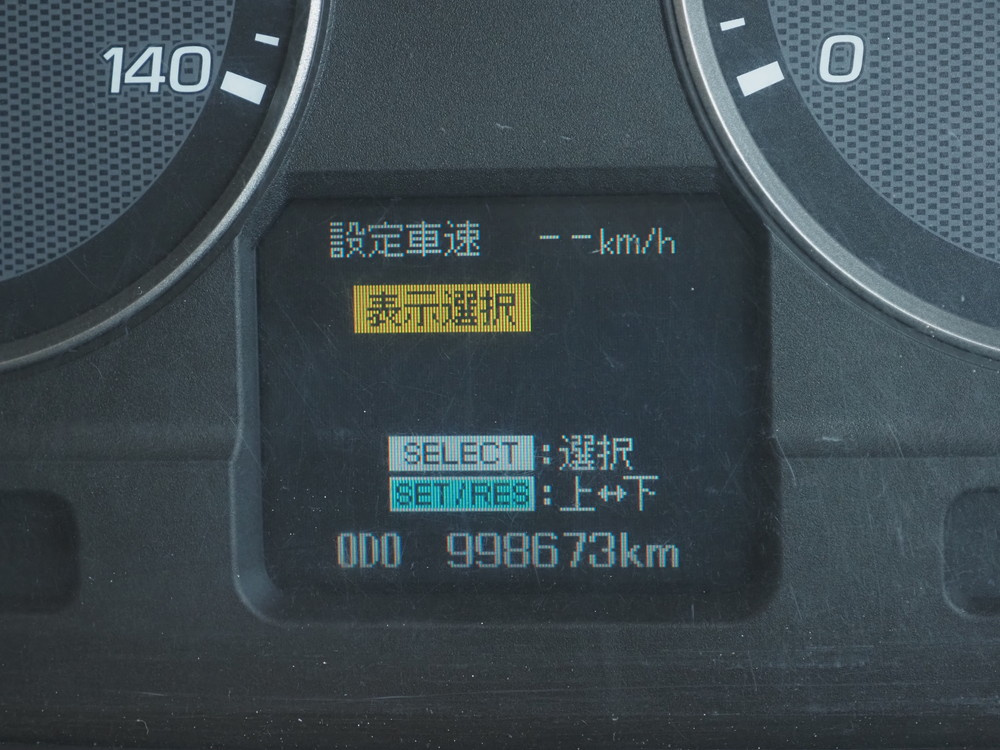 140
0
設定車速 --km/h
表示選択
SELECT:選択
SET/RES:上↔下
ODO 998673km